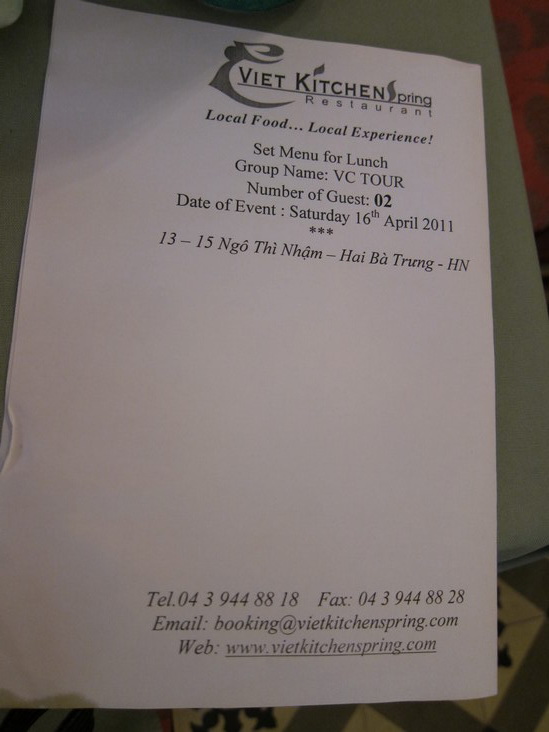 VIET KITCHEN Spring
Restaurant
Local Food... Local Experience!
Set Menu for Lunch
Group Name: VC TOUR
Number of Guest: 02
Date of Event : Saturday 16th April 2011
***
13 – 15 Ngô Thì Nhậm – Hai Bà Trưng - HN
Tel.04 3 944 88 18 Fax: 04 3 944 88 28
Email: booking@vietkitchenspring.com
Web: www.vietkitchenspring.com